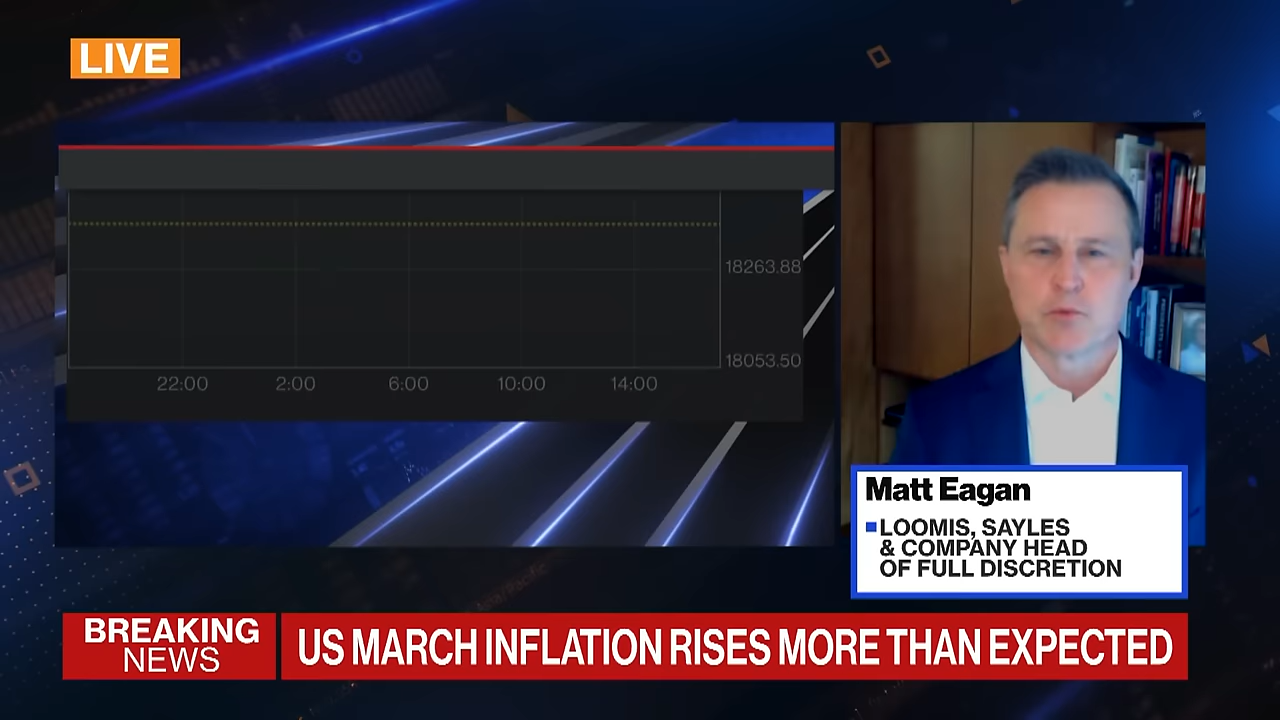 LIVE
18263.88
18053.50
22:00 2:00 6:00 10:00 14:00
Matt Eagan
LOOMIS, SAYLES
& COMPANY HEAD
OF FULL DISCRETION
BREAKING
NEWS
US MARCH INFLATION RISES MORE THAN EXPECTED